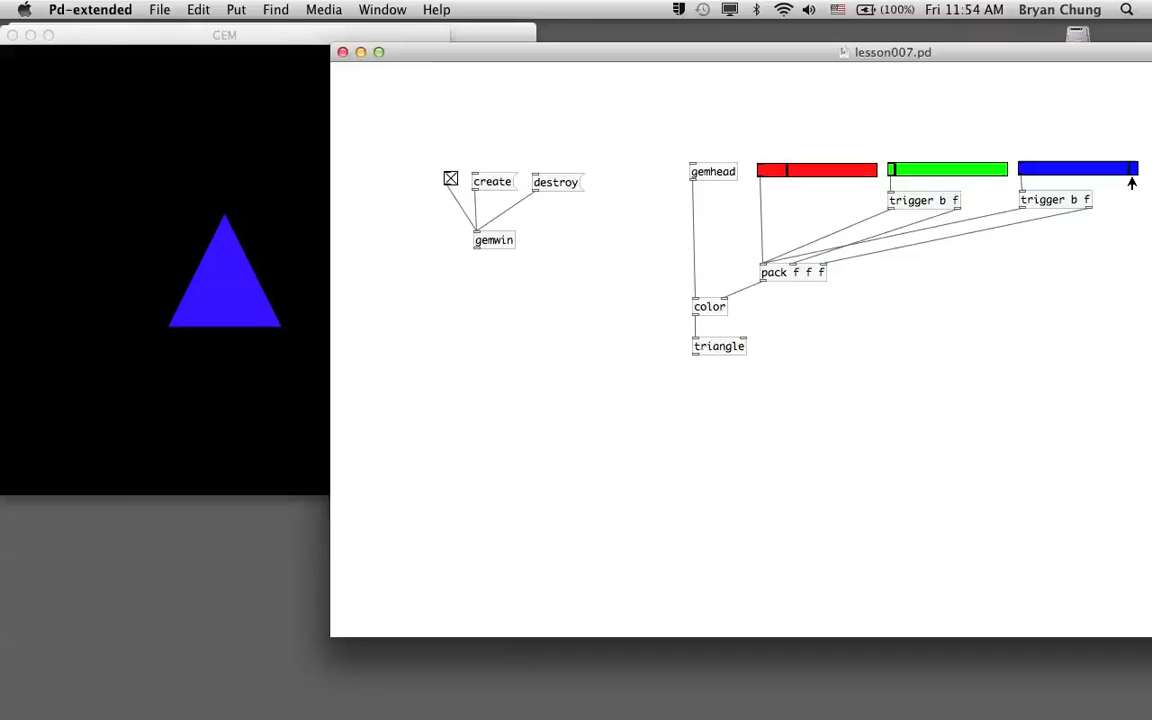 Pd-extended File Edit Put Find Media Window Help (100%) Fri 11:54 AM Bryan Chung
GEM
lesson007.pd
create
destroy
gemwin
gemhead
trigger b f
trigger b f
pack f f f
color
triangle